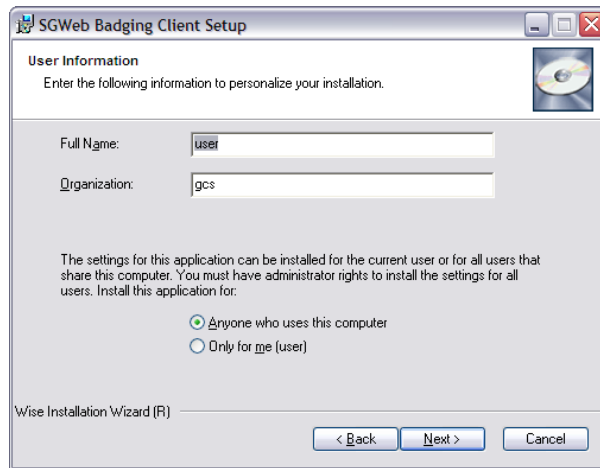 SGWeb Badging Client Setup
User Information
Enter the following information to personalize your installation.
Full Name:
user
Organization:
gcs
The settings for this application can be installed for the current user or for all users that
share this computer. You must have administrator rights to install the settings for all
users. Install this application for:
Anyone who uses this computer
Only for me (user)
Wise Installation Wizard (R)
< Back
Next >
Cancel